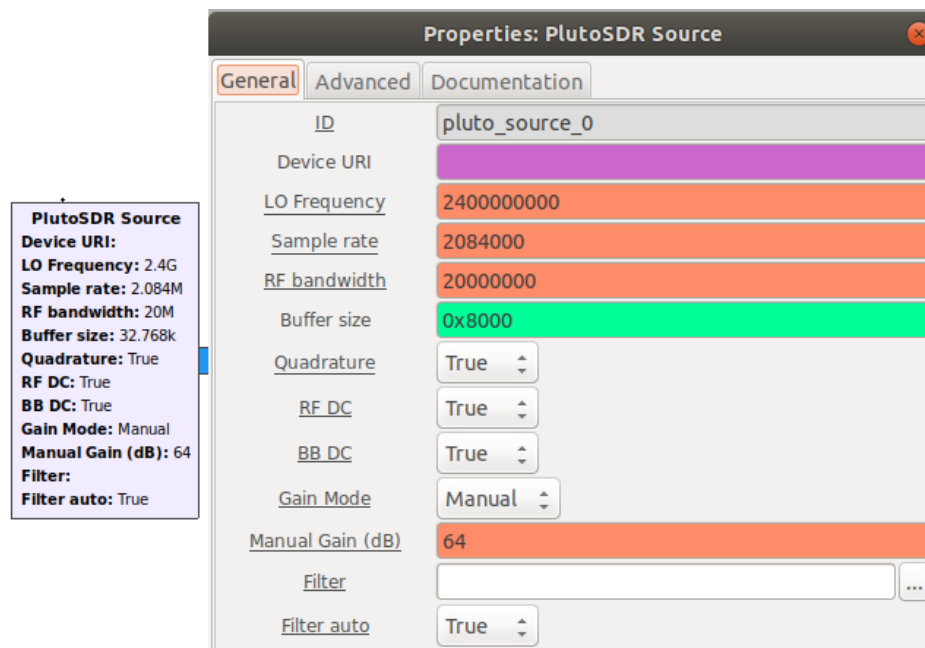 PlutoSDR Source
Device URI:
LO Frequency: 2.4G
Sample rate: 2.084M
RF bandwidth: 20M
Buffer size: 32.768k
Quadrature: True
RF DC: True
BB DC: True
Gain Mode: Manual
Manual Gain (dB): 64
Filter:
Filter auto: True
Properties: PlutoSDR Source
General Advanced Documentation
ID pluto_source_0
Device URI
LO Frequency 2400000000
Sample rate 2084000
RF bandwidth 20000000
Buffer size 0x8000
Quadrature True
RF DC True
BB DC True
Gain Mode Manual
Manual Gain (dB) 64
Filter ...
Filter auto True